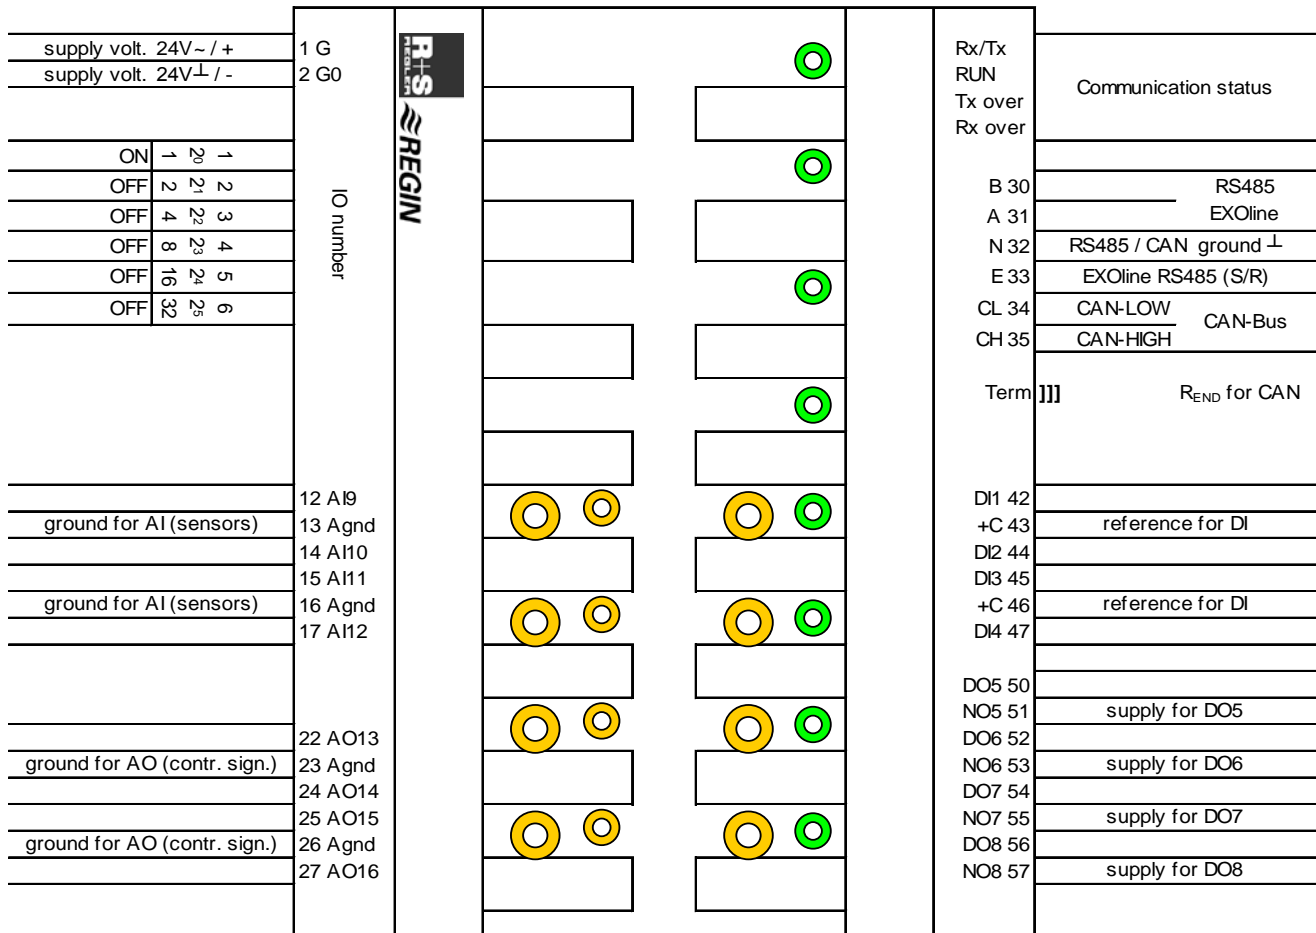 supply volt. 24V ~ / + 1 G
supply volt. 24V ┴ / - 2 G0
R+S
REGLER
≋REGIN
Rx/Tx
RUN
Tx over
Rx over
Communication status
ON 1 2⁰ 1
OFF 2 2¹ 2
OFF 4 2² 3
OFF 8 2³ 4
OFF 16 2⁴ 5
OFF 32 2⁵ 6
IO number
B 30 RS485
A 31 EXOline
N 32 RS485 / CAN ground ┴
E 33 EXOline RS485 (S/R)
CL 34 CAN-LOW
CAN-Bus
CH 35 CAN-HIGH
Term ]]] R_END for CAN
12 AI9
ground for AI (sensors) 13 Agnd
14 AI10
15 AI11
ground for AI (sensors) 16 Agnd
17 AI12
22 AO13
ground for AO (contr. sign.) 23 Agnd
24 AO14
25 AO15
ground for AO (contr. sign.) 26 Agnd
27 AO16
DI1 42
+C 43 reference for DI
DI2 44
DI3 45
+C 46 reference for DI
DI4 47
DO5 50
NO5 51 supply for DO5
DO6 52
NO6 53 supply for DO6
DO7 54
NO7 55 supply for DO7
DO8 56
NO8 57 supply for DO8